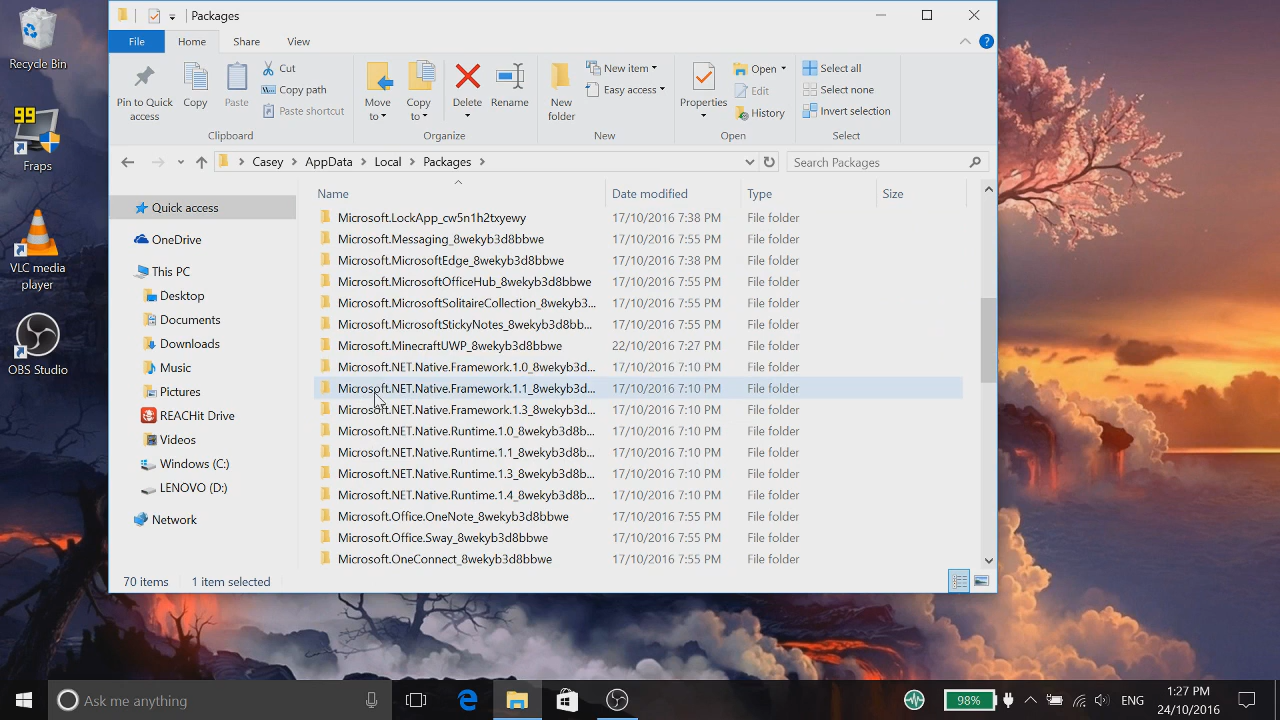 Packages
File Home Share View
Pin to Quick access
Copy
Paste
Cut
Copy path
Paste shortcut
Clipboard
Move to
Copy to
Delete
Rename
Organize
New folder
New item
Easy access
New
Properties
Open
Edit
History
Open
Select all
Select none
Invert selection
Select
Casey > AppData > Local > Packages >
Search Packages
Quick access
OneDrive
This PC
Desktop
Documents
Downloads
Music
Pictures
REACHit Drive
Videos
Windows (C:)
LENOVO (D:)
Network
Name Date modified Type Size
Microsoft.LockApp_cw5n1h2txyewy 17/10/2016 7:38 PM File folder
Microsoft.Messaging_8wekyb3d8bbwe 17/10/2016 7:55 PM File folder
Microsoft.MicrosoftEdge_8wekyb3d8bbwe 17/10/2016 7:38 PM File folder
Microsoft.MicrosoftOfficeHub_8wekyb3d8bbwe 17/10/2016 7:55 PM File folder
Microsoft.MicrosoftSolitaireCollection_8wekyb3... 17/10/2016 7:55 PM File folder
Microsoft.MicrosoftStickyNotes_8wekyb3d8bb... 17/10/2016 7:55 PM File folder
Microsoft.MinecraftUWP_8wekyb3d8bbwe 22/10/2016 7:27 PM File folder
Microsoft.NET.Native.Framework.1.0_8wekyb3d... 17/10/2016 7:10 PM File folder
Microsoft.NET.Native.Framework.1.1_8wekyb3d... 17/10/2016 7:10 PM File folder
Microsoft.NET.Native.Framework.1.3_8wekyb3d... 17/10/2016 7:10 PM File folder
Microsoft.NET.Native.Runtime.1.0_8wekyb3d8b... 17/10/2016 7:10 PM File folder
Microsoft.NET.Native.Runtime.1.1_8wekyb3d8b... 17/10/2016 7:10 PM File folder
Microsoft.NET.Native.Runtime.1.3_8wekyb3d8b... 17/10/2016 7:10 PM File folder
Microsoft.NET.Native.Runtime.1.4_8wekyb3d8b... 17/10/2016 7:10 PM File folder
Microsoft.Office.OneNote_8wekyb3d8bbwe 17/10/2016 7:55 PM File folder
Microsoft.Office.Sway_8wekyb3d8bbwe 17/10/2016 7:55 PM File folder
Microsoft.OneConnect_8wekyb3d8bbwe 17/10/2016 7:55 PM File folder
70 items 1 item selected
Recycle Bin
99
Fraps
VLC media
player
OBS Studio
Ask me anything
98%
ENG
1:27 PM
24/10/2016